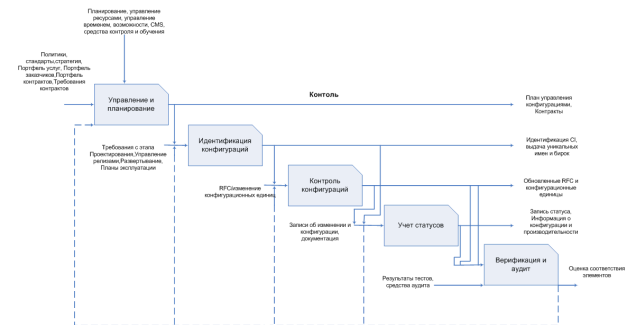 Планирование, управление
ресурсами, управление
временем, возможности, CMS,
средства контроля и обучения
Политики,
стандарты,стратегия,
Портфель услуг, Портфель
заказчиков,Портфель
контрактов,Требования
контрактов
Управление и
планирование
Контоль
План управления
конфигурациями,
Контракты
Требования с этапа
Проектирования,Управление
релизами,Развертывание,
Планы эксплуатации
Идентификация
конфигураций
Идентификация CI,
выдача уникальных
имен и бирок
RFC/изменение
конфигурационных единиц
Контроль
конфигураций
Обновленные RFC и
конфигурационные
единицы
Записи об изменении и
конфигурации,
документация
Учет статусов
Запись статуса,
Информация о
конфигурации и
производительности
Результаты тестов,
средства аудита
Верификация и
аудит
Оценка соответствия
элементов